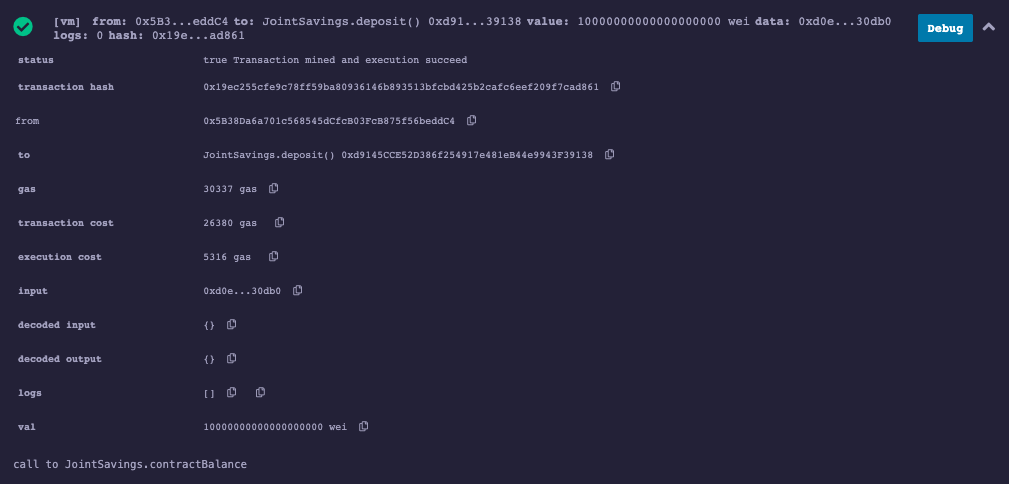 [vm] from: 0x5B3...eddC4 to: JointSavings.deposit() 0xd91...39138 value: 10000000000000000000 wei data: 0xd0e...30db0
logs: 0 hash: 0x19e...ad861
Debug
status true Transaction mined and execution succeed
transaction hash 0x19ec255cfe9c78ff59ba80936146b893513bfcbd425b2cafc6eef209f7cad861
from 0x5B38Da6a701c568545dCfcB03FcB875f56beddC4
to JointSavings.deposit() 0xd9145CCE52D386f254917e481eB44e9943F39138
gas 30337 gas
transaction cost 26380 gas
execution cost 5316 gas
input 0xd0e...30db0
decoded input {}
decoded output {}
logs []
val 10000000000000000000 wei
call to JointSavings.contractBalance